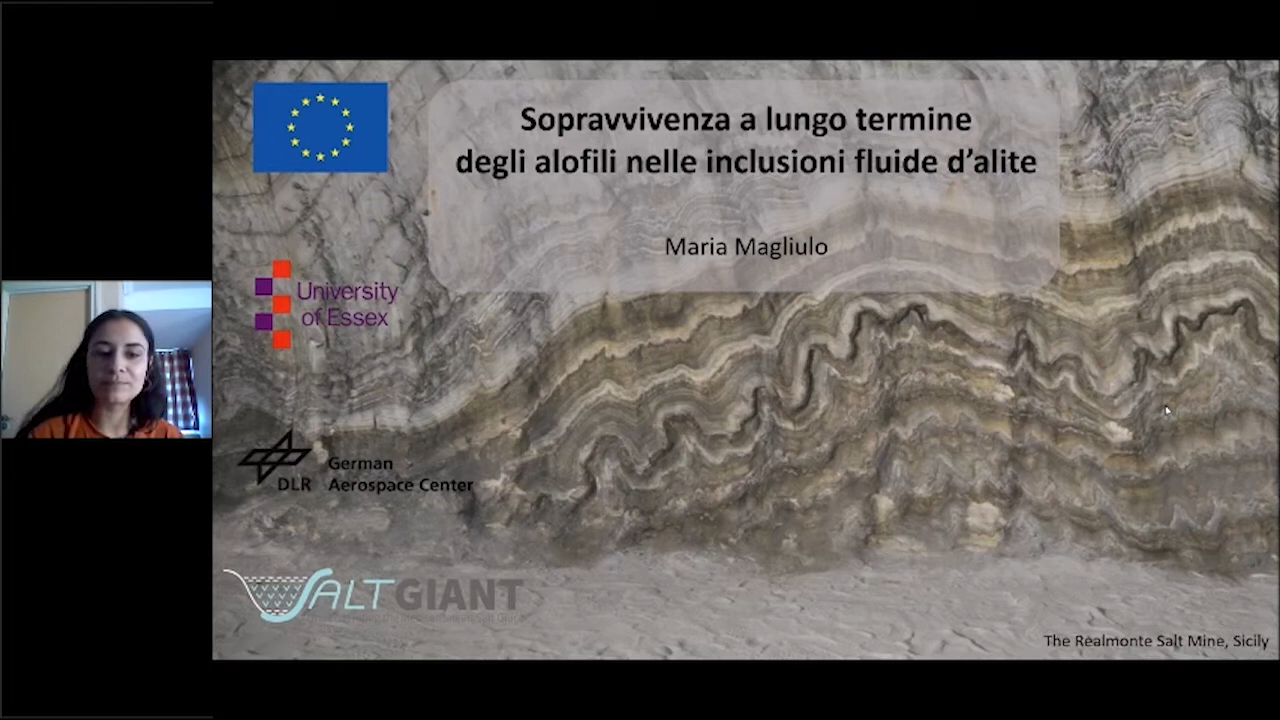 Sopravvivenza a lungo termine
degli alofili nelle inclusioni fluide d'alite
Maria Magliulo
University
of Essex
German
DLR Aerospace Center
SALTGIANT
The Realmonte Salt Mine, Sicily